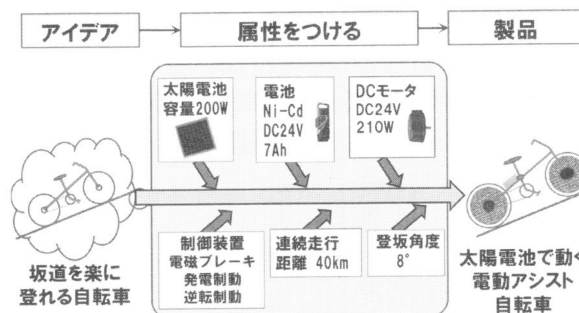 アイデア
属性をつける
製品
太陽電池
容量200W
電池
Ni-Cd
DC24V
7Ah
DCモータ
DC24V
210W
制御装置
電磁ブレーキ
発電制動
逆転制動
連続走行
距離 40km
登坂角度
8°
坂道を楽に
登れる自転車
太陽電池で動く
電動アシスト
自転車